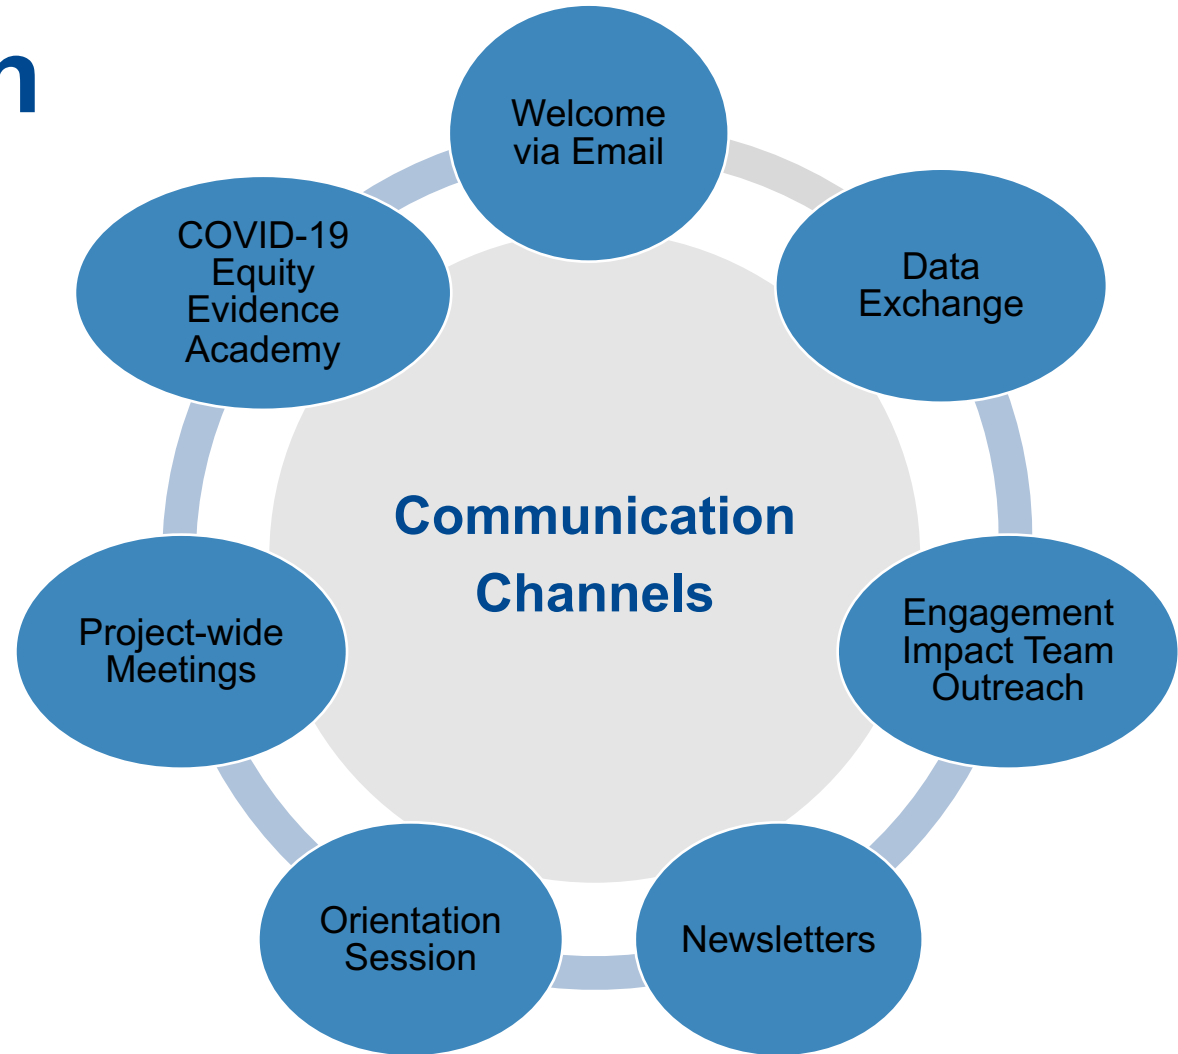 n
Welcome
via Email
Data
Exchange
Engagement
Impact Team
Outreach
Newsletters
Orientation
Session
Project-wide
Meetings
COVID-19
Equity
Evidence
Academy
Communication
Channels